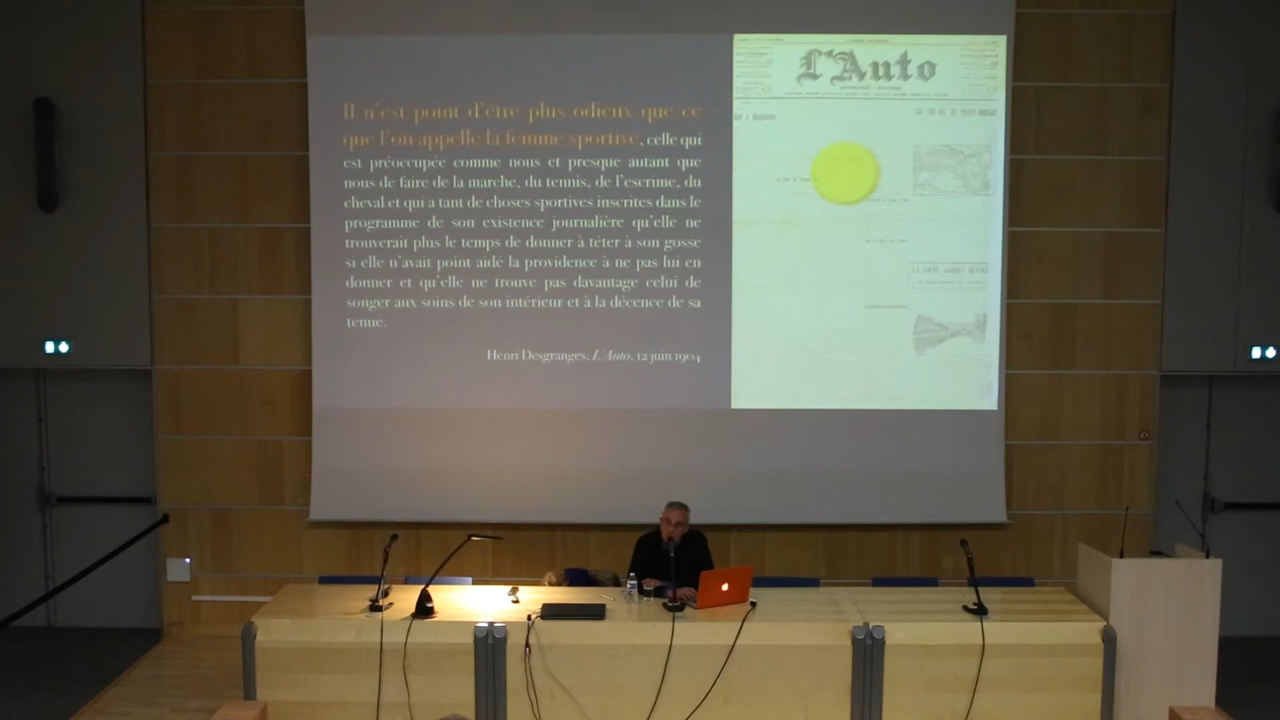 Il n'est point d'être plus odieux que ce
que l'on appelle la femme sportive, celle qui
est préoccupée comme nous et presque autant que
nous de faire de la marche, du tennis, de l'escrime, du
cheval et qui a tant de choses sportives inscrites dans le
programme de son existence journalière qu'elle ne
trouverait plus le temps de donner à téter à son gosse
si elle n'avait point aidé la providence à ne pas lui en
donner et qu'elle ne trouve pas davantage celui de
songer aux soins de son intérieur et à la décence de sa
tenue.
Henri Desgranges, L'Auto, 12 juin 1904
L'Auto